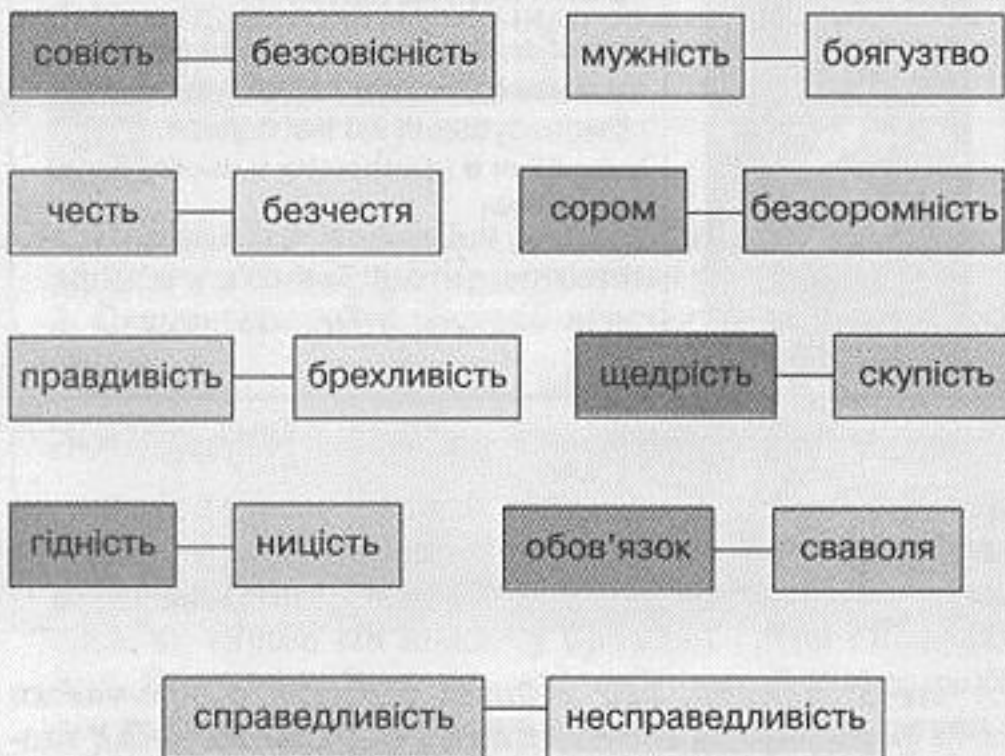 совість безсовісність мужність боягузтво
честь безчестя сором безсоромність
правдивість брехливість щедрість скупість
гідність ницість обов'язок сваволя
справедливість несправедливість